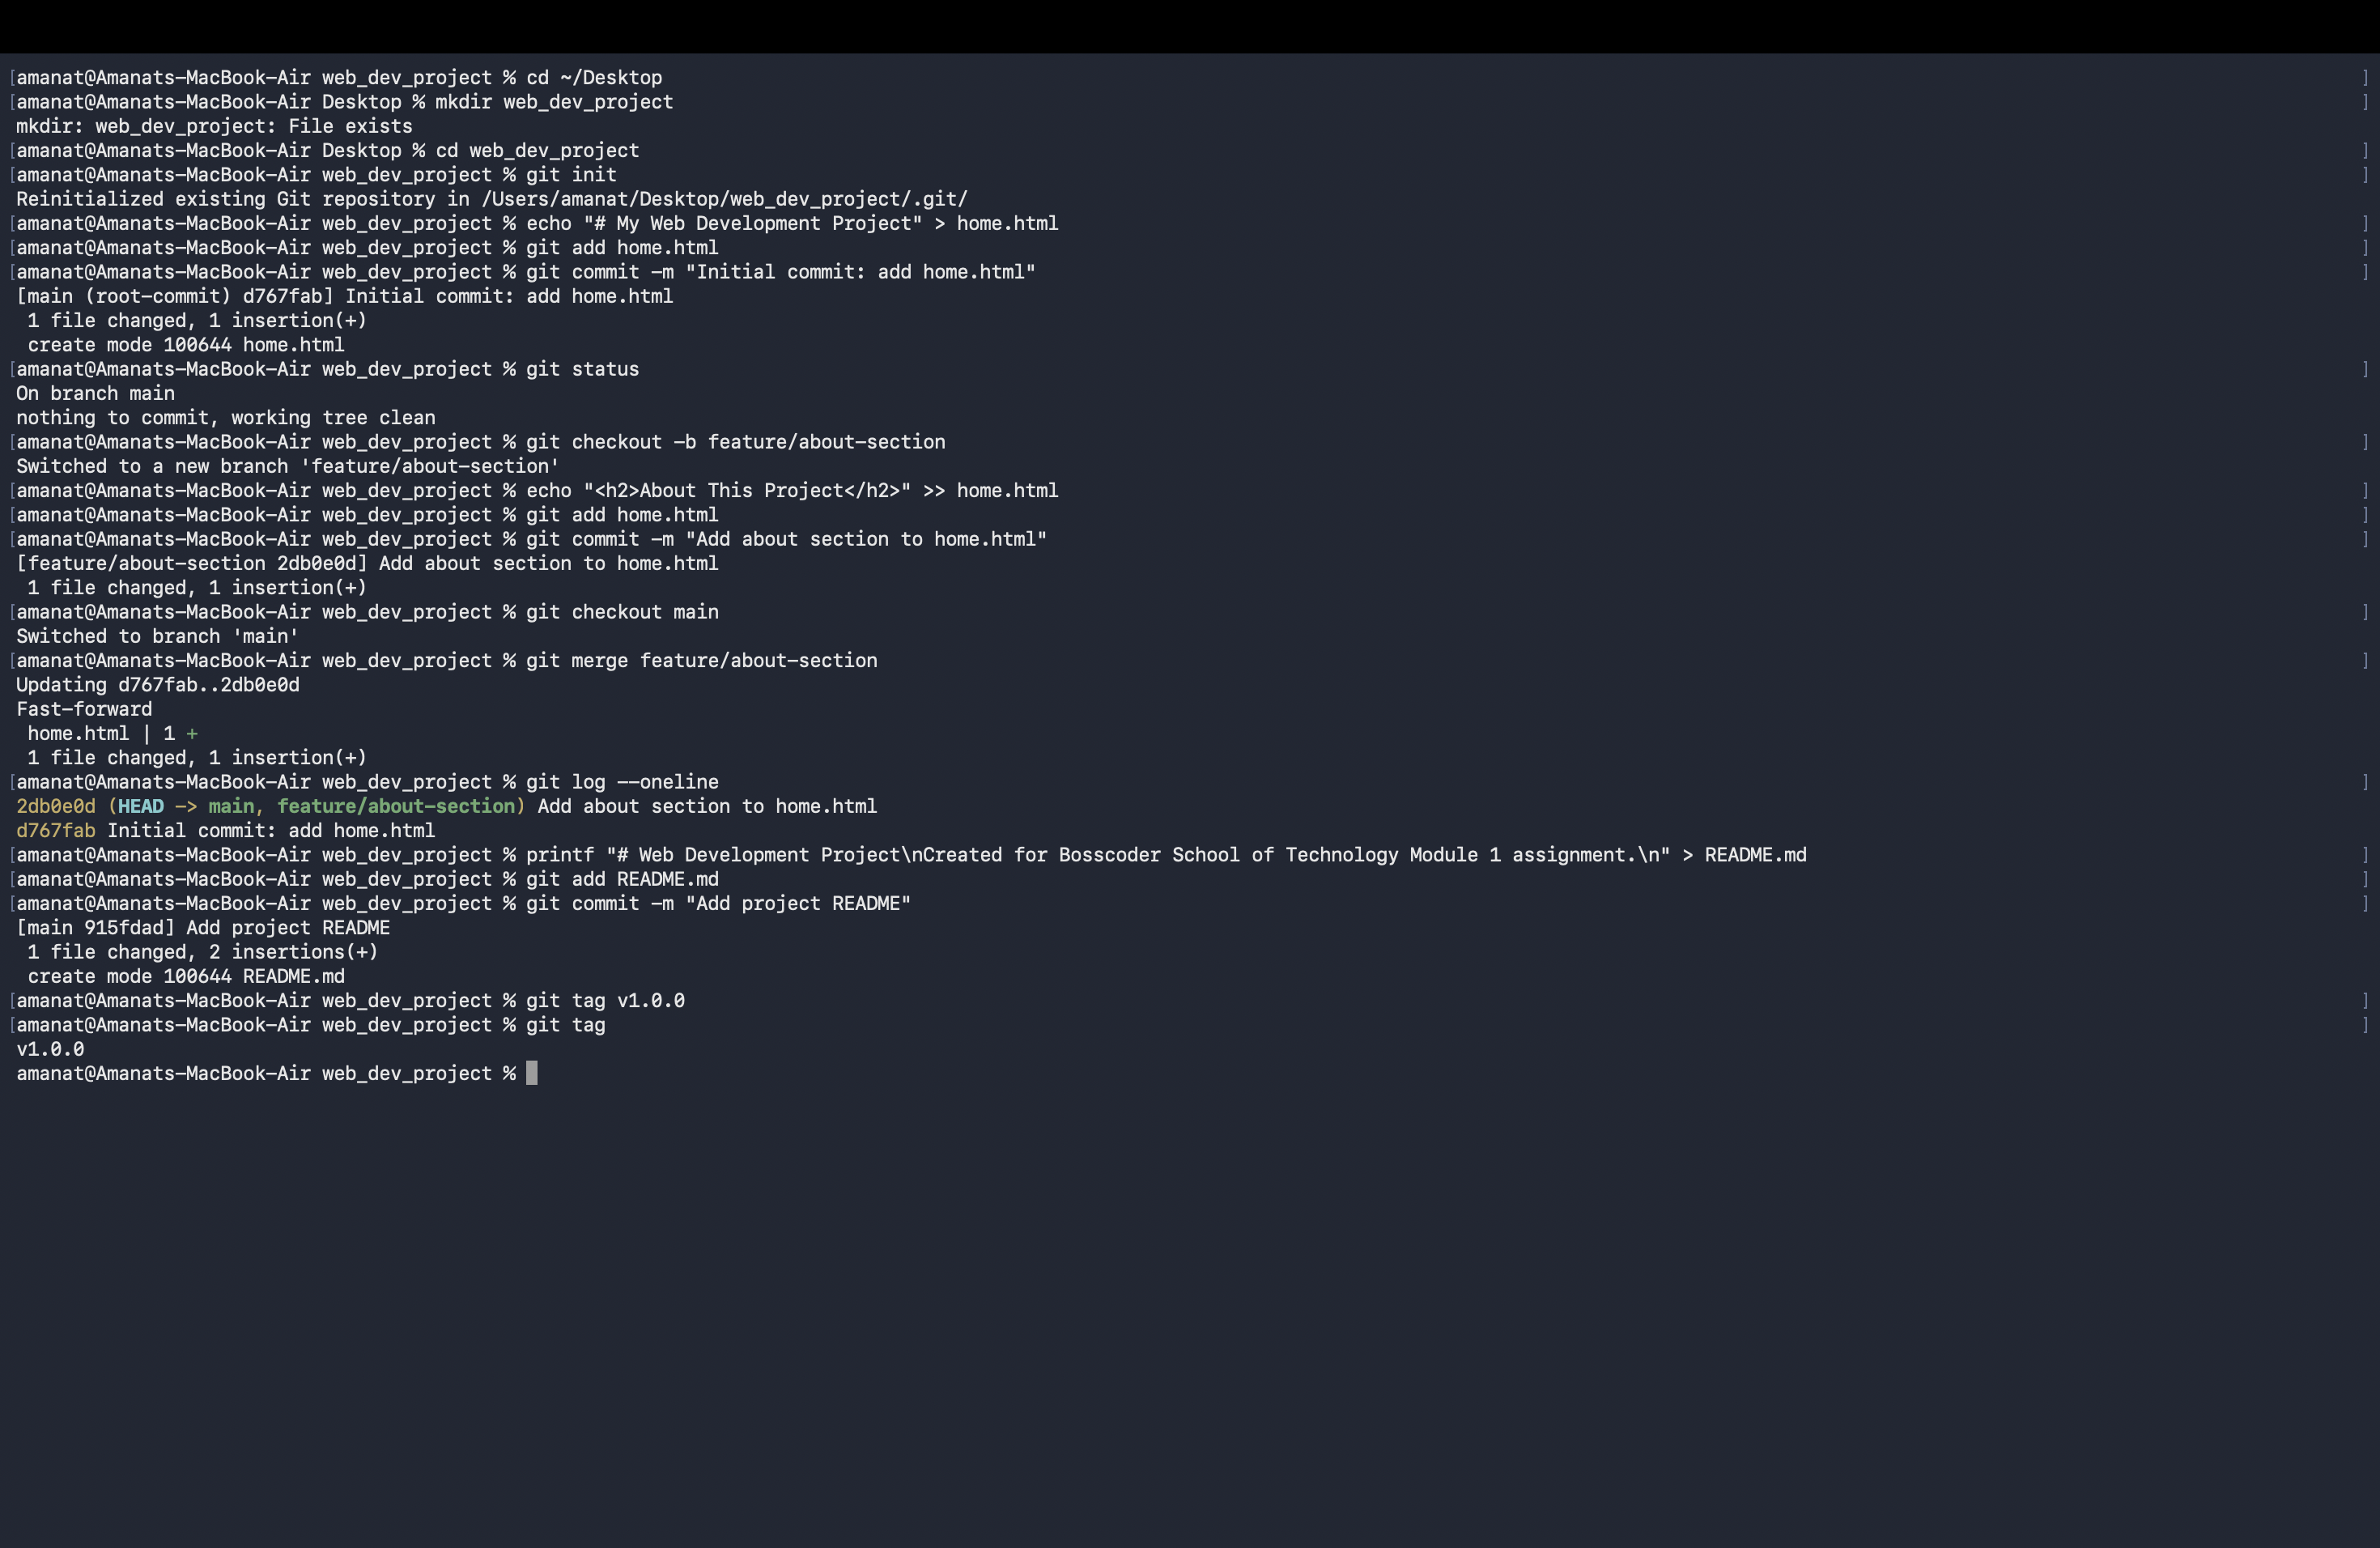 [amanat@Amanats-MacBook-Air web_dev_project % cd ~/Desktop ]
[amanat@Amanats-MacBook-Air Desktop % mkdir web_dev_project ]
mkdir: web_dev_project: File exists
[amanat@Amanats-MacBook-Air Desktop % cd web_dev_project ]
[amanat@Amanats-MacBook-Air web_dev_project % git init ]
Reinitialized existing Git repository in /Users/amanat/Desktop/web_dev_project/.git/
[amanat@Amanats-MacBook-Air web_dev_project % echo "# My Web Development Project" > home.html ]
[amanat@Amanats-MacBook-Air web_dev_project % git add home.html ]
[amanat@Amanats-MacBook-Air web_dev_project % git commit -m "Initial commit: add home.html" ]
[main (root-commit) d767fab] Initial commit: add home.html
 1 file changed, 1 insertion(+)
 create mode 100644 home.html
[amanat@Amanats-MacBook-Air web_dev_project % git status ]
On branch main
nothing to commit, working tree clean
[amanat@Amanats-MacBook-Air web_dev_project % git checkout -b feature/about-section ]
Switched to a new branch 'feature/about-section'
[amanat@Amanats-MacBook-Air web_dev_project % echo "<h2>About This Project</h2>" >> home.html ]
[amanat@Amanats-MacBook-Air web_dev_project % git add home.html ]
[amanat@Amanats-MacBook-Air web_dev_project % git commit -m "Add about section to home.html" ]
[feature/about-section 2db0e0d] Add about section to home.html
 1 file changed, 1 insertion(+)
[amanat@Amanats-MacBook-Air web_dev_project % git checkout main ]
Switched to branch 'main'
[amanat@Amanats-MacBook-Air web_dev_project % git merge feature/about-section ]
Updating d767fab..2db0e0d
Fast-forward
 home.html | 1 +
 1 file changed, 1 insertion(+)
[amanat@Amanats-MacBook-Air web_dev_project % git log --oneline ]
2db0e0d (HEAD -> main, feature/about-section) Add about section to home.html
d767fab Initial commit: add home.html
[amanat@Amanats-MacBook-Air web_dev_project % printf "# Web Development Project\nCreated for Bosscoder School of Technology Module 1 assignment.\n" > README.md ]
[amanat@Amanats-MacBook-Air web_dev_project % git add README.md ]
[amanat@Amanats-MacBook-Air web_dev_project % git commit -m "Add project README" ]
[main 915fdad] Add project README
 1 file changed, 2 insertions(+)
 create mode 100644 README.md
[amanat@Amanats-MacBook-Air web_dev_project % git tag v1.0.0 ]
[amanat@Amanats-MacBook-Air web_dev_project % git tag ]
v1.0.0
amanat@Amanats-MacBook-Air web_dev_project %